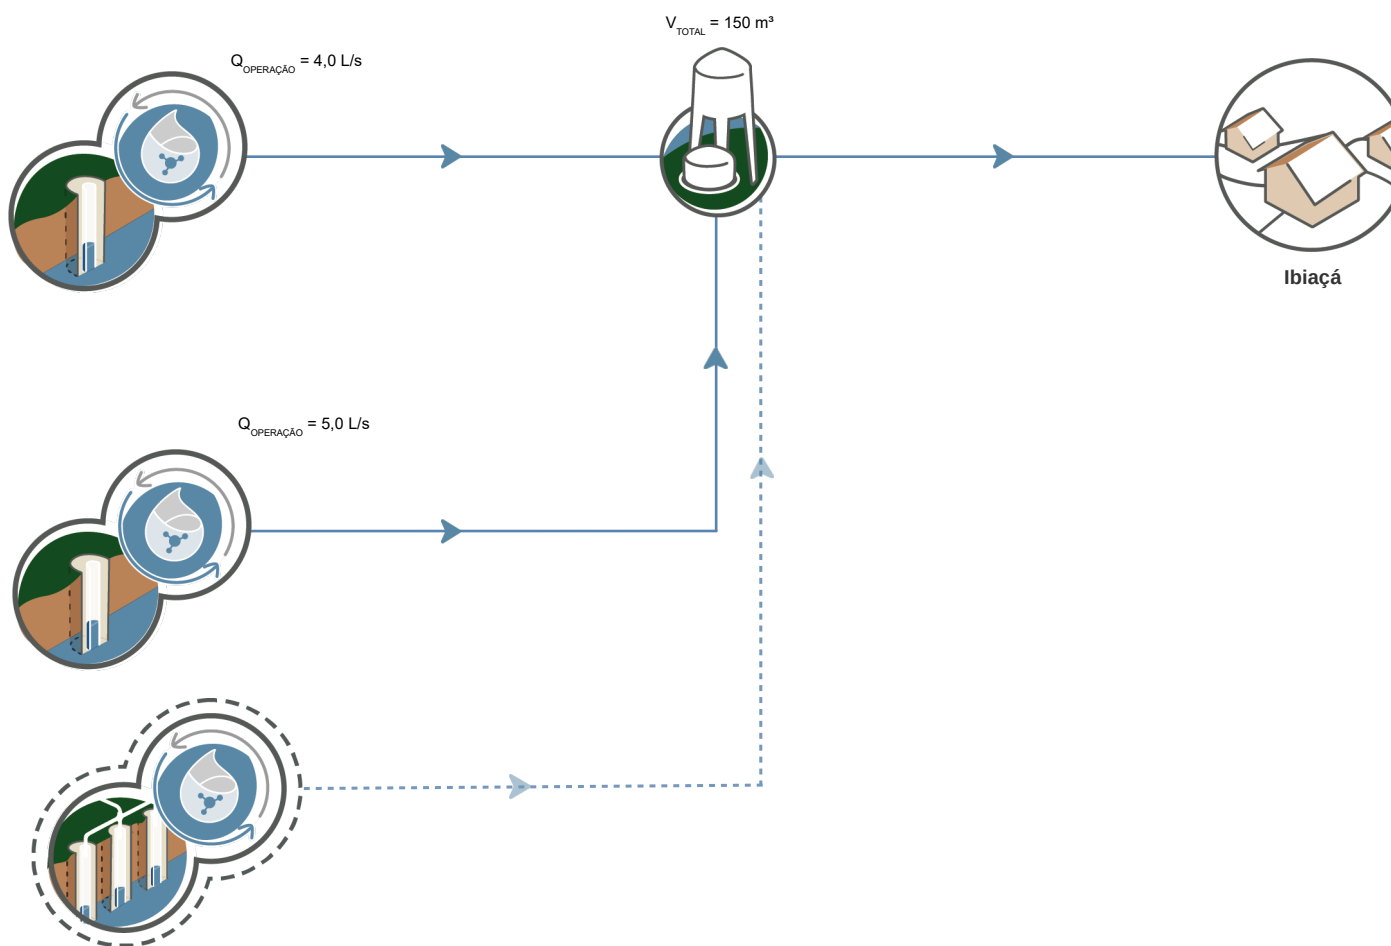 V_TOTAL = 150 m³
Q_OPERAÇÃO = 4,0 L/s
Ibiaçá
Q_OPERAÇÃO = 5,0 L/s